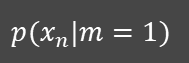 p(xₙ|m = 1)